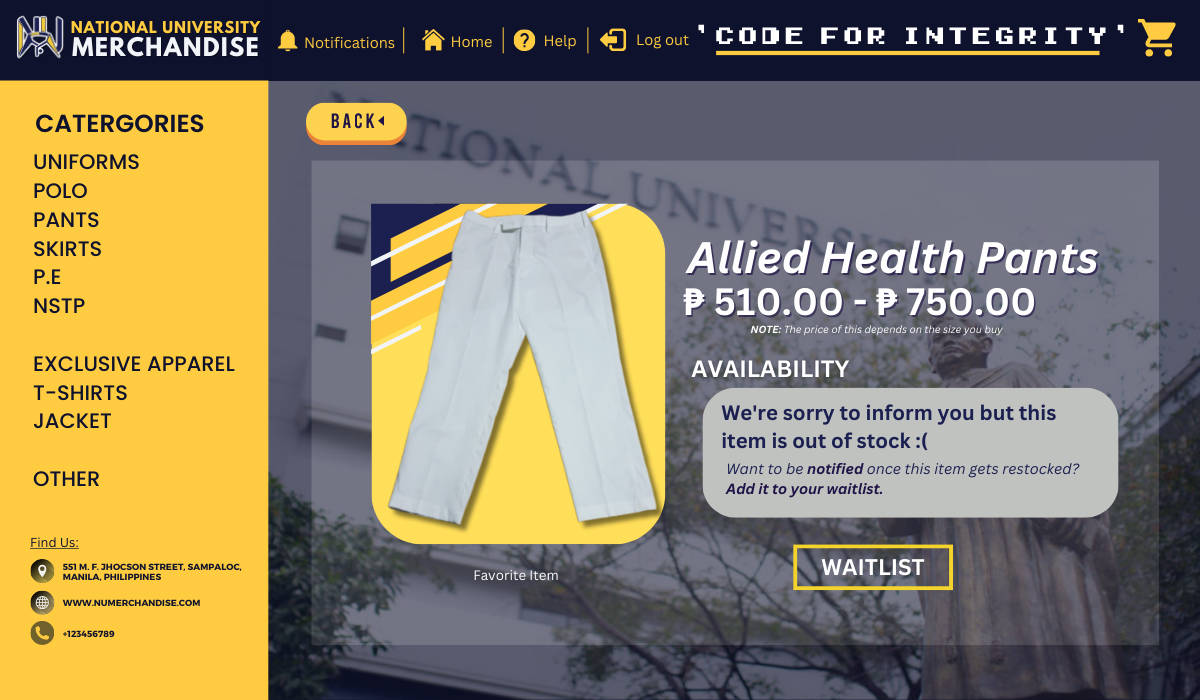 NATIONAL UNIVERSITY
MERCHANDISE
Notifications
Home
Help
Log out
' CODE FOR INTEGRITY '
CATERGORIES
UNIFORMS
POLO
PANTS
SKIRTS
P.E
NSTP
EXCLUSIVE APPAREL
T-SHIRTS
JACKET
OTHER
Find Us:
551 M. F. JHOCSON STREET, SAMPALOC,
MANILA, PHILIPPINES
WWW.NUMERCHANDISE.COM
+123456789
BACK
NATIONAL UNIVERSITY
Allied Health Pants
₱ 510.00 - ₱ 750.00
NOTE: The price of this depends on the size you buy
AVAILABILITY
We're sorry to inform you but this
item is out of stock :(
Want to be notified once this item gets restocked?
Add it to your waitlist.
WAITLIST
Favorite Item